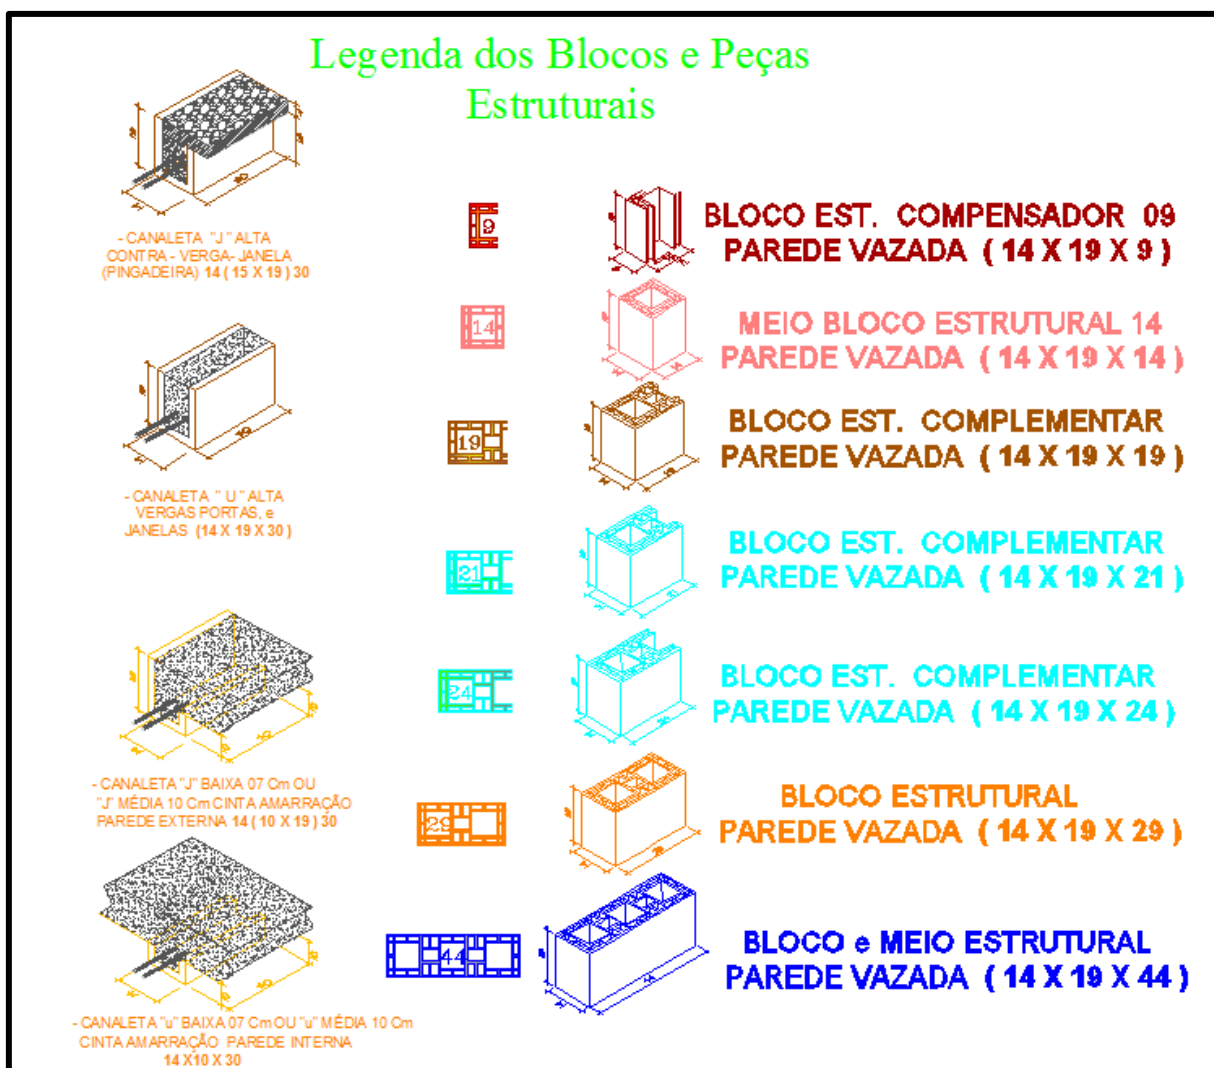 Legenda dos Blocos e Peças
Estruturais
- CANALETA "J" ALTA
CONTRA - VERGA- JANELA
(PINGADEIRA) 14 ( 15 X 19 ) 30
- CANALETA " U " ALTA
VERGAS PORTAS, e
JANELAS (14 X 19 X 30 )
- CANALETA "J" BAIXA 07 Cm OU
"J" MÉDIA 10 Cm CINTA AMARRAÇÃO
PAREDE EXTERNA 14 ( 10 X 19 ) 30
- CANALETA "u" BAIXA 07 Cm OU "u" MÉDIA 10 Cm
CINTA AMARRAÇÃO PAREDE INTERNA
14 X10 X 30
9
BLOCO EST. COMPENSADOR 09
PAREDE VAZADA ( 14 X 19 X 9 )
14
MEIO BLOCO ESTRUTURAL 14
PAREDE VAZADA ( 14 X 19 X 14 )
19
BLOCO EST. COMPLEMENTAR
PAREDE VAZADA ( 14 X 19 X 19 )
21
BLOCO EST. COMPLEMENTAR
PAREDE VAZADA ( 14 X 19 X 21 )
24
BLOCO EST. COMPLEMENTAR
PAREDE VAZADA ( 14 X 19 X 24 )
29
BLOCO ESTRUTURAL
PAREDE VAZADA ( 14 X 19 X 29 )
44
BLOCO e MEIO ESTRUTURAL
PAREDE VAZADA ( 14 X 19 X 44 )